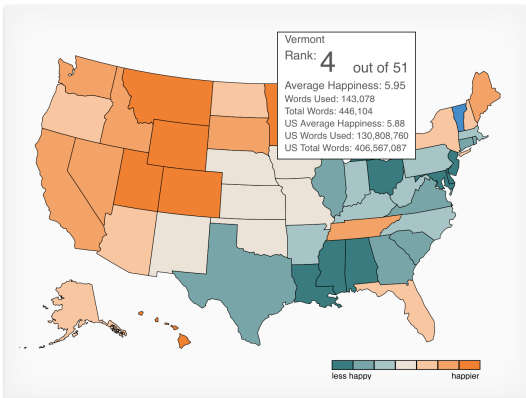 Vermont
Rank: 4 out of 51
Average Happiness: 5.95
Words Used: 143,078
Total Words: 446,104
US Average Happiness: 5.88
US Words Used: 130,808,760
US Total Words: 406,567,087
less happy happier